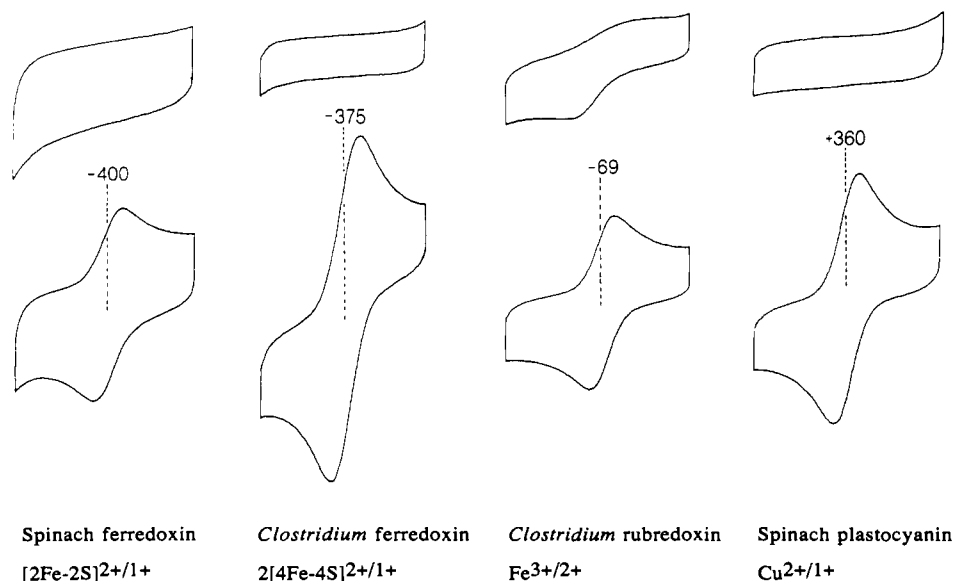 -400
-375
-69
+360
Spinach ferredoxin
[2Fe-2S]2+/1+
Clostridium ferredoxin
2[4Fe-4S]2+/1+
Clostridium rubredoxin
Fe3+/2+
Spinach plastocyanin
Cu2+/1+